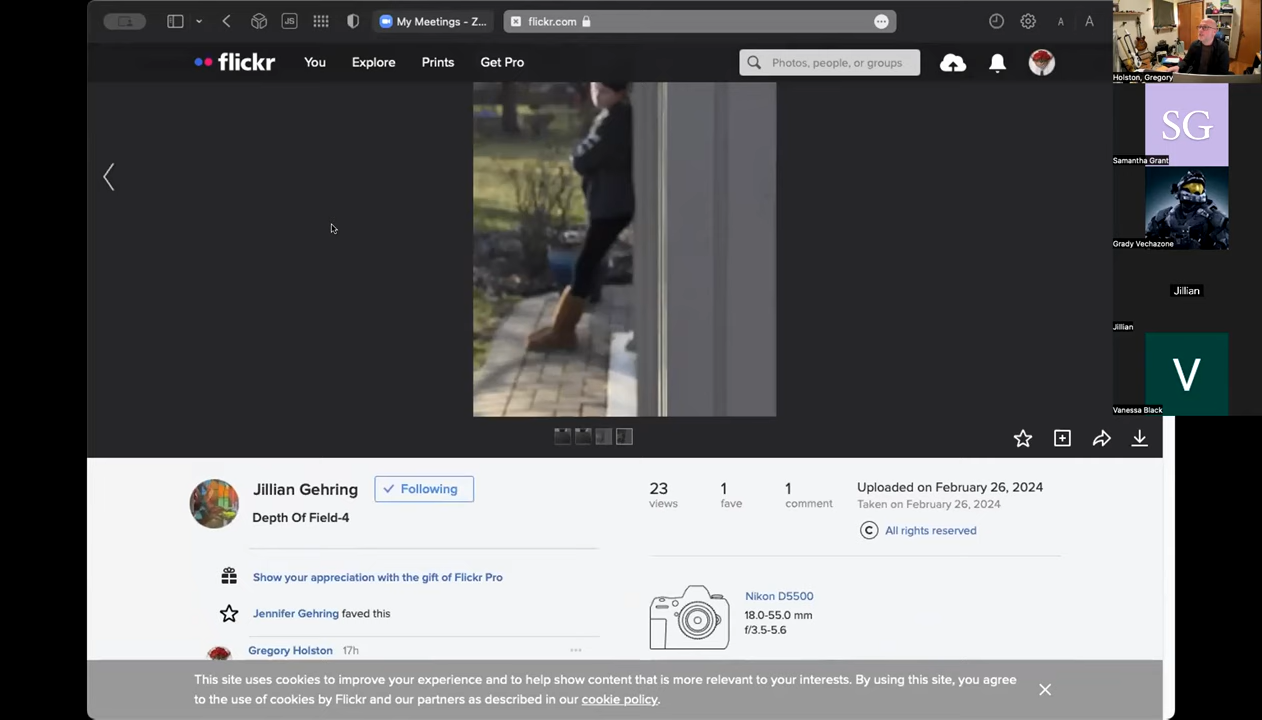 JS
My Meetings - Z...
flickr.com
A
A
flickr
You
Explore
Prints
Get Pro
Photos, people, or groups
Holston, Gregory
SG
Samantha Grant
Grady Vechazone
Jillian
Jillian
V
Vanessa Black
Jillian Gehring
Following
Depth Of Field-4
23
views
1
fave
1
comment
Uploaded on February 26, 2024
Taken on February 26, 2024
C All rights reserved
Show your appreciation with the gift of Flickr Pro
Jennifer Gehring faved this
Nikon D5500
18.0-55.0 mm
f/3.5-5.6
Gregory Holston 17h
This site uses cookies to improve your experience and to help show content that is more relevant to your interests. By using this site, you agree
to the use of cookies by Flickr and our partners as described in our cookie policy.